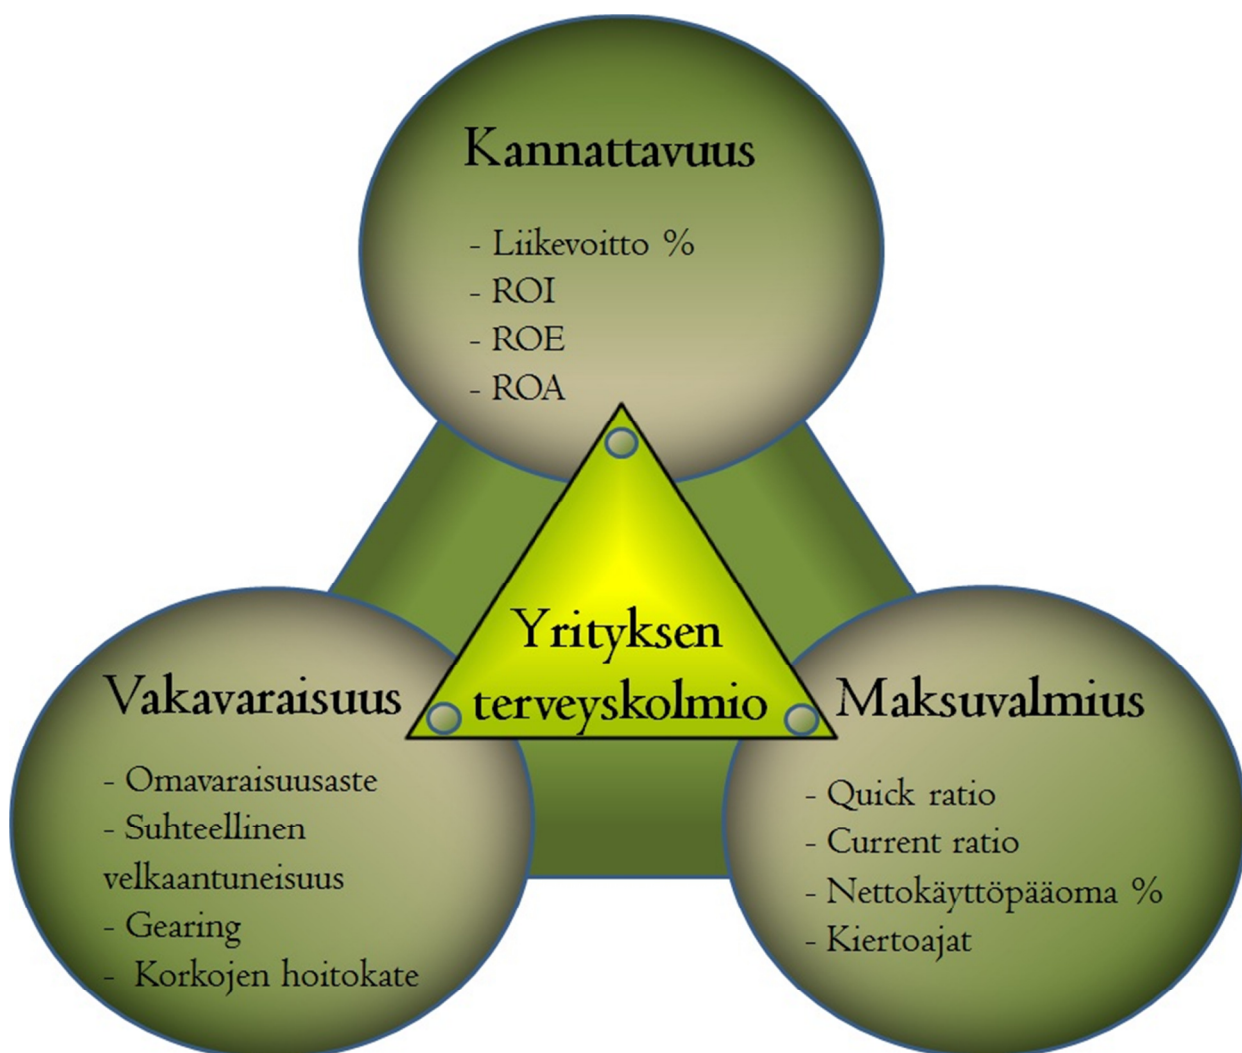 Kannattavuus
- Liikevoitto %
- ROI
- ROE
- ROA
Yrityksen
terveyskolmio
Vakavaraisuus
- Omavaraisuusaste
- Suhteellinen
velkaantuneisuus
- Gearing
- Korkojen hoitokate
Maksuvalmius
- Quick ratio
- Current ratio
- Nettokäyttöpääoma %
- Kiertoajat